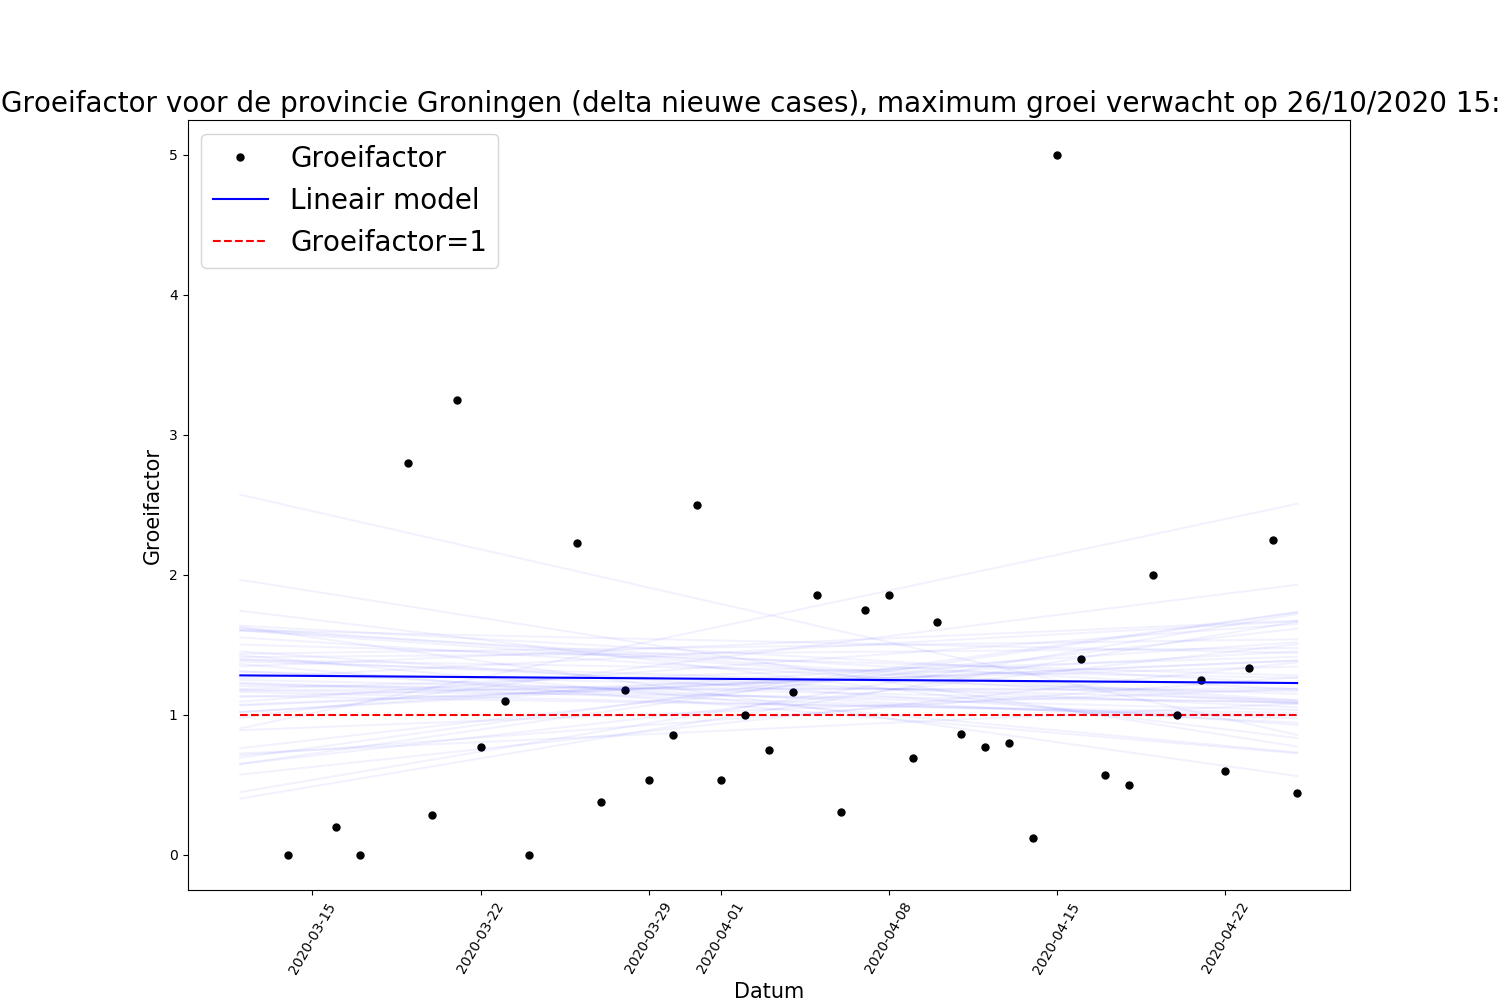 Groeifactor voor de provincie Groningen (delta nieuwe cases), maximum groei verwacht op 26/10/2020 15:
Groeifactor
Lineair model
Groeifactor=1
5
4
3
2
1
0
Groeifactor
2020-03-15
2020-03-22
2020-03-29
2020-04-01
2020-04-08
2020-04-15
2020-04-22
Datum